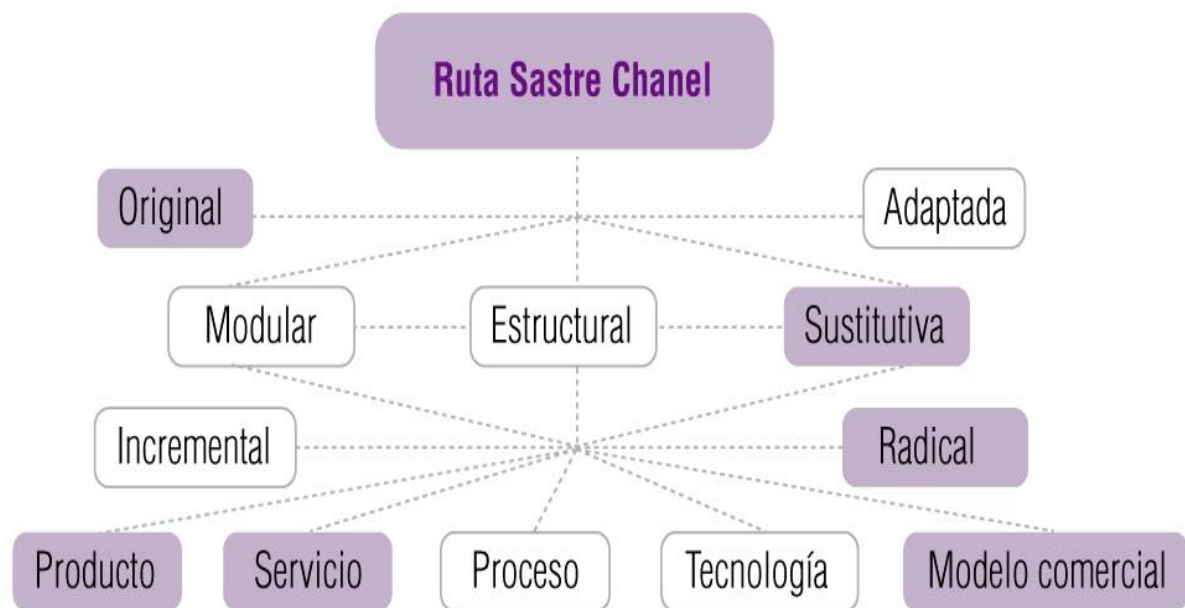 Ruta Sastre Chanel
Original
Adaptada
Modular
Estructural
Sustitutiva
Incremental
Radical
Producto
Servicio
Proceso
Tecnología
Modelo comercial